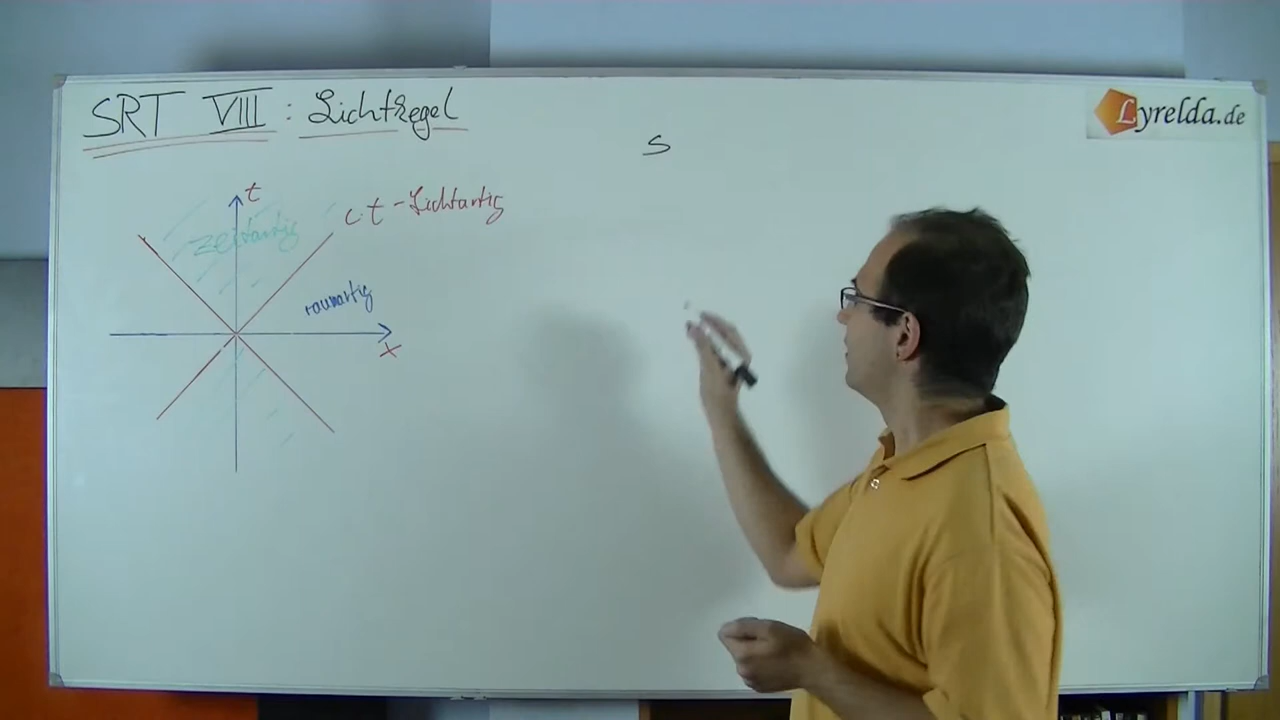 SRT VIII : Lichtkegel
Lyrelda.de
S
t
c·t - Lichtartig
zeitartig
raumartig
x